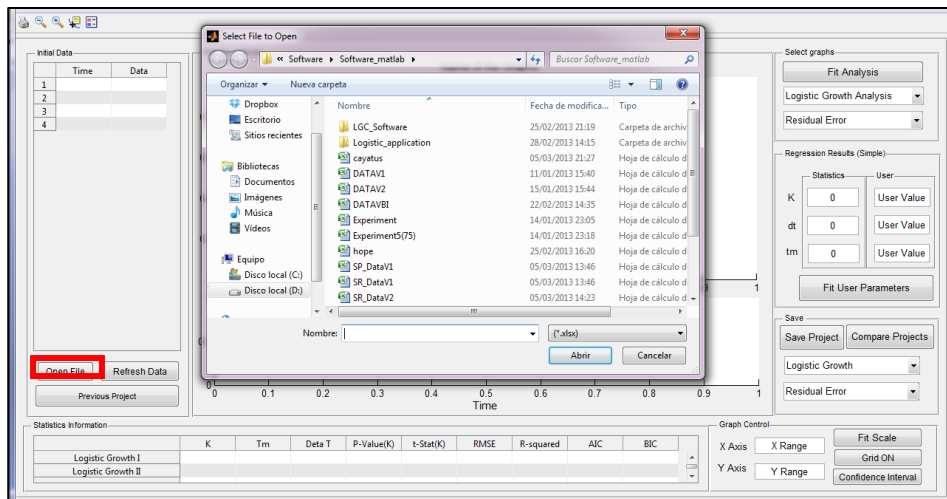 Select File to Open
« Software ▸ Software_matlab ▸
Buscar Software_matlab
Organizar
Nueva carpeta
Dropbox
Escritorio
Sitios recientes
Bibliotecas
Documentos
Imágenes
Música
Vídeos
Equipo
Disco local (C:)
Disco local (D:)
Nombre Fecha de modifica... Tipo
LGC_Software 25/02/2013 21:19 Carpeta de archiv
Logistic_application 28/02/2013 14:15 Carpeta de archiv
cayatus 05/03/2013 21:27 Hoja de cálculo d
DATAV1 11/01/2013 15:40 Hoja de cálculo d
DATAV2 15/01/2013 15:44 Hoja de cálculo d
DATAVBI 22/02/2013 14:35 Hoja de cálculo d
Experiment 14/01/2013 23:05 Hoja de cálculo d
Experiment5(75) 14/01/2013 23:18 Hoja de cálculo d
hope 25/02/2013 16:20 Hoja de cálculo d
SP_DataV1 05/03/2013 13:46 Hoja de cálculo d
SR_DataV1 05/03/2013 13:46 Hoja de cálculo d
SR_DataV2 05/03/2013 14:23 Hoja de cálculo d
Nombre:
(*.xlsx)
Abrir Cancelar
Initial Data
Time Data
1
2
3
4
Open File Refresh Data
Previous Project
0 0.1 0.2 0.3 0.4 0.5 0.6 0.7 0.8 0.9 1
Time
1
Select graphs
Fit Analysis
Logistic Growth Analysis
Residual Error
Regression Results (Simple)
Statistics User
K 0 User Value
dt 0 User Value
tm 0 User Value
Fit User Parameters
Save
Save Project Compare Projects
Logistic Growth
Residual Error
Statistics Information
K Tm Deta T P-Value(K) t-Stat(K) RMSE R-squared AIC BIC
Logistic Growth I
Logistic Growth II
Graph Control
X Axis X Range Fit Scale
Grid ON
Y Axis Y Range
Confidence Interval